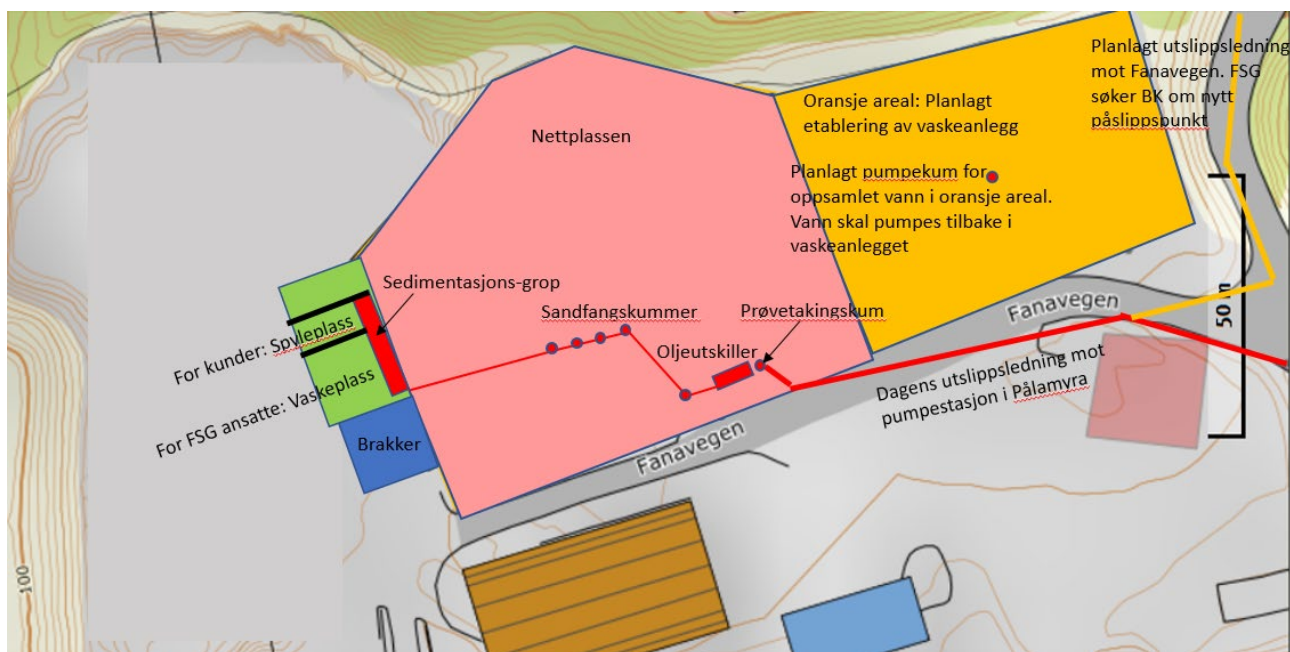 Planlagt utslippsledning
mot Fanavegen. FSG
søker BK om nytt
påslippspunkt
Oransje areal: Planlagt
etablering av vaskeanlegg
Nettplassen
Planlagt pumpekum for
oppsamlet vann i oransje areal.
Vann skal pumpes tilbake i
vaskeanlegget
Sedimentasjons-grop
Sandfangskummer
Prøvetakingskum
Fanavegen
50 m
For kunder: Spyleplass
Oljeutskiller
For FSG ansatte: Vaskeplass
Dagens utslippsledning mot
pumpestasjon i Pålamyra
Brakker
Fanavegen
100